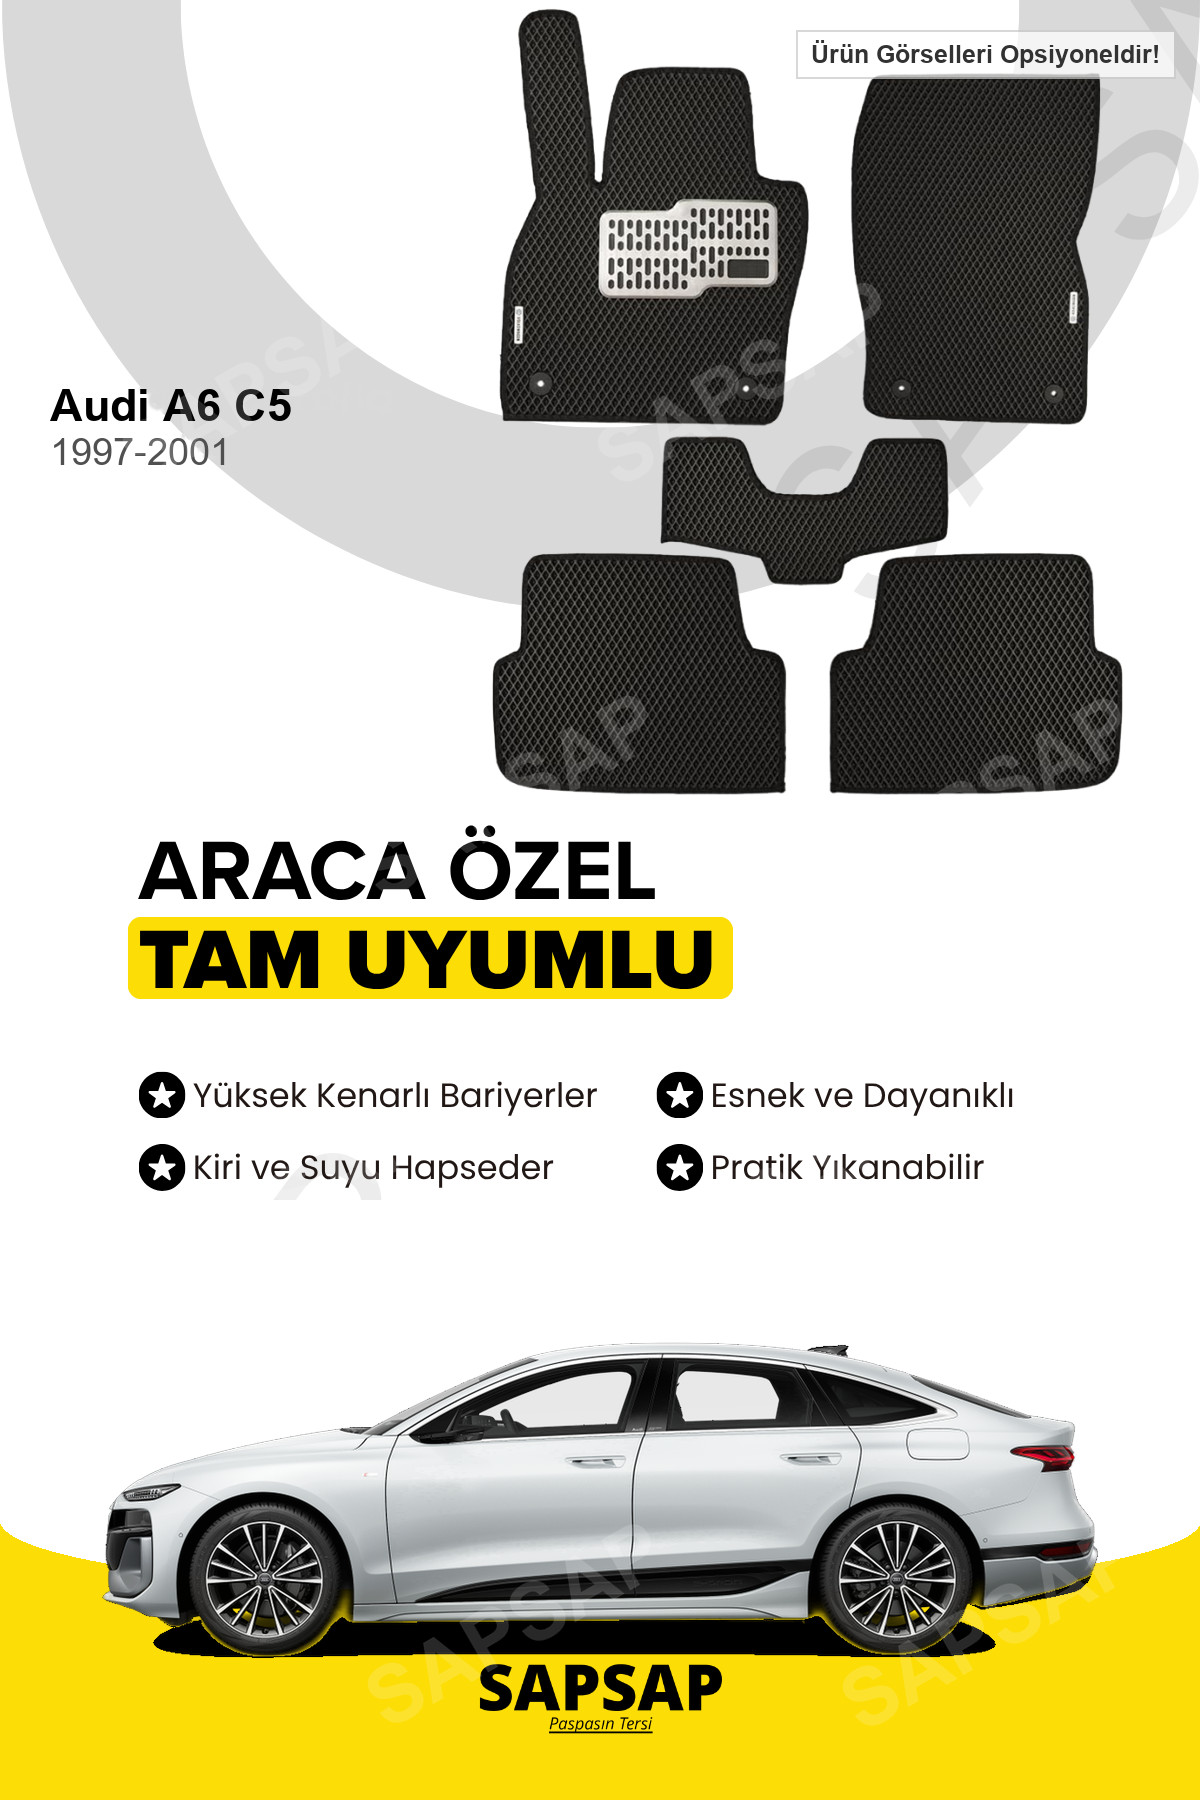 Ürün Görselleri Opsiyoneldir!
Audi A6 C5
1997-2001
ARACA ÖZEL
TAM UYUMLU
Yüksek Kenarlı Bariyerler
Esnek ve Dayanıklı
Kiri ve Suyu Hapseder
Pratik Yıkanabilir
SAPSAP
Paspasın Tersi